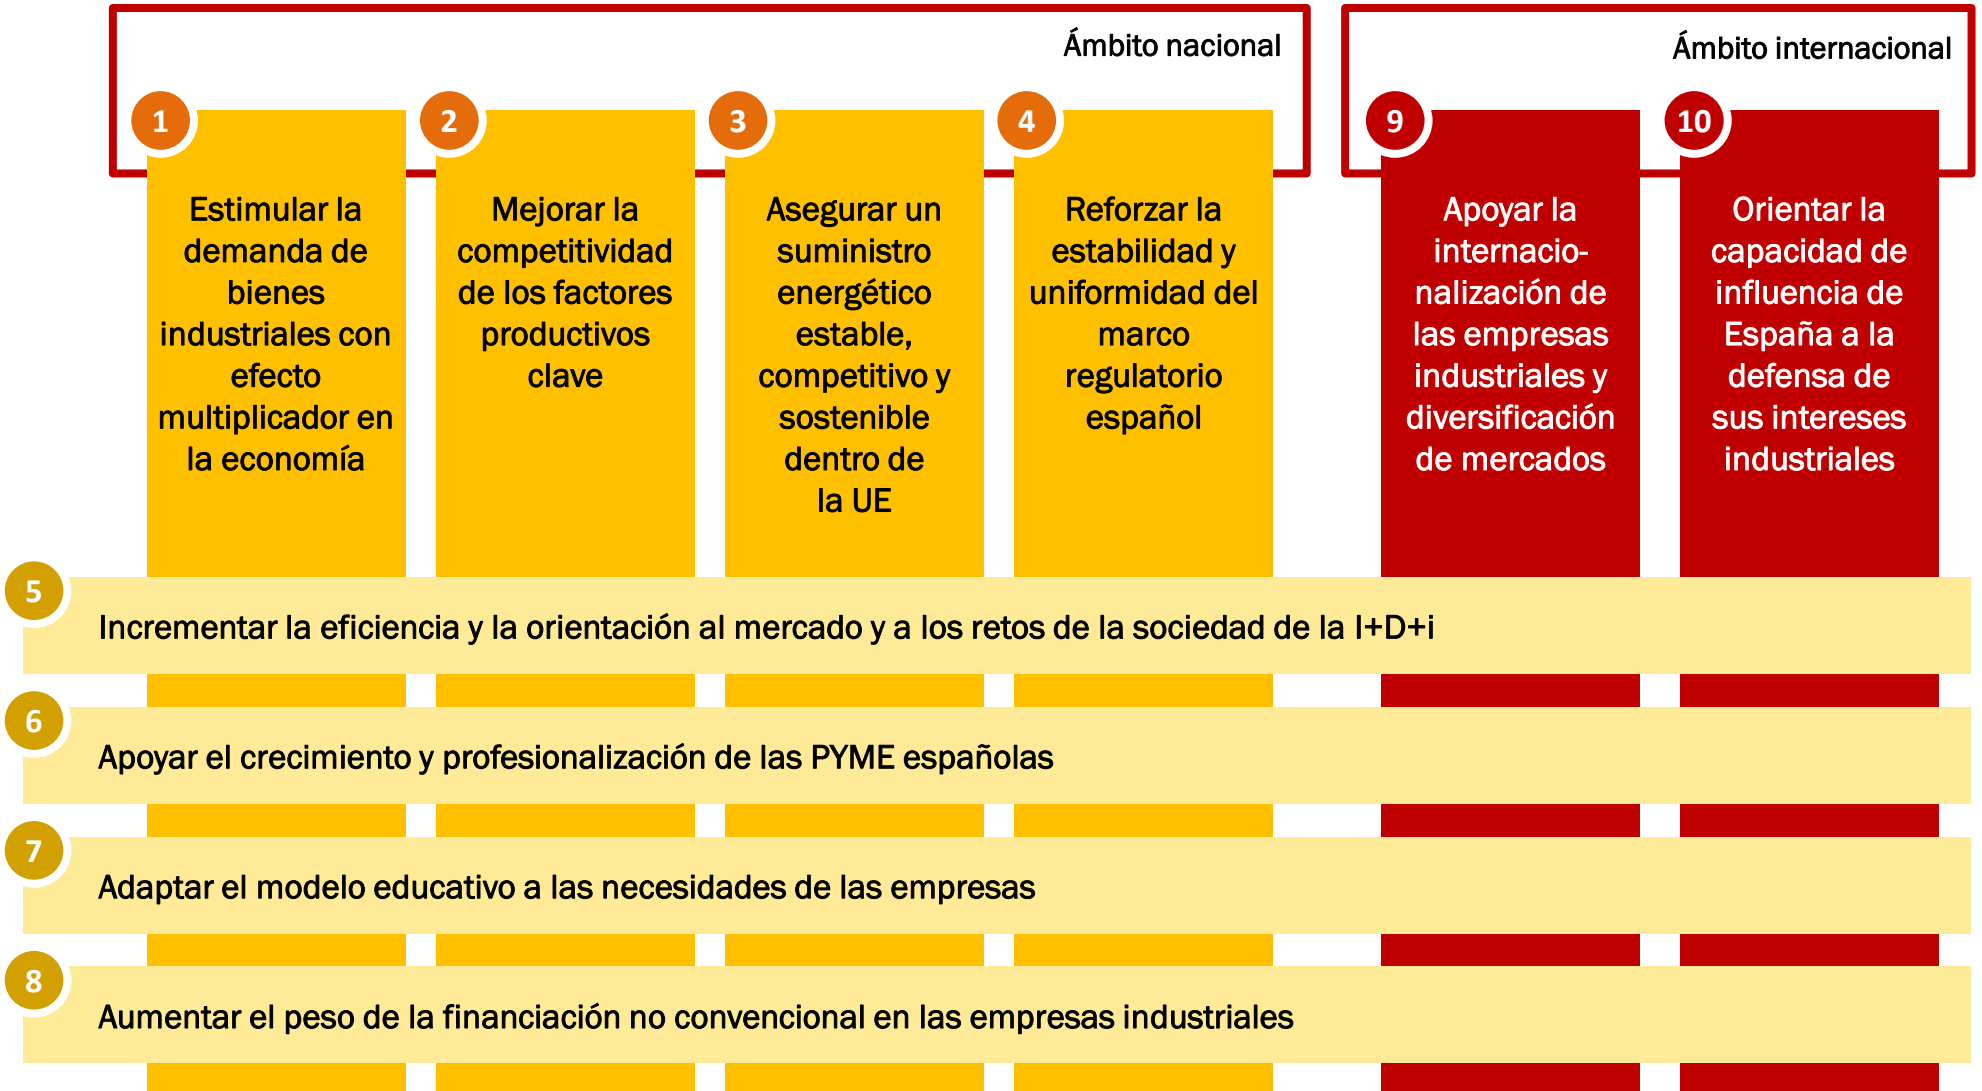 Ámbito nacional
1
Estimular la
demanda de
bienes
industriales con
efecto
multiplicador en
la economía
2
Mejorar la
competitividad
de los factores
productivos
clave
3
Asegurar un
suministro
energético
estable,
competitivo y
sostenible
dentro de
la UE
4
Reforzar la
estabilidad y
uniformidad del
marco
regulatorio
español
Ámbito internacional
9
Apoyar la
internacio-
nalización de
las empresas
industriales y
diversificación
de mercados
10
Orientar la
capacidad de
influencia de
España a la
defensa de
sus intereses
industriales
5
Incrementar la eficiencia y la orientación al mercado y a los retos de la sociedad de la I+D+i
6
Apoyar el crecimiento y profesionalización de las PYME españolas
7
Adaptar el modelo educativo a las necesidades de las empresas
8
Aumentar el peso de la financiación no convencional en las empresas industriales